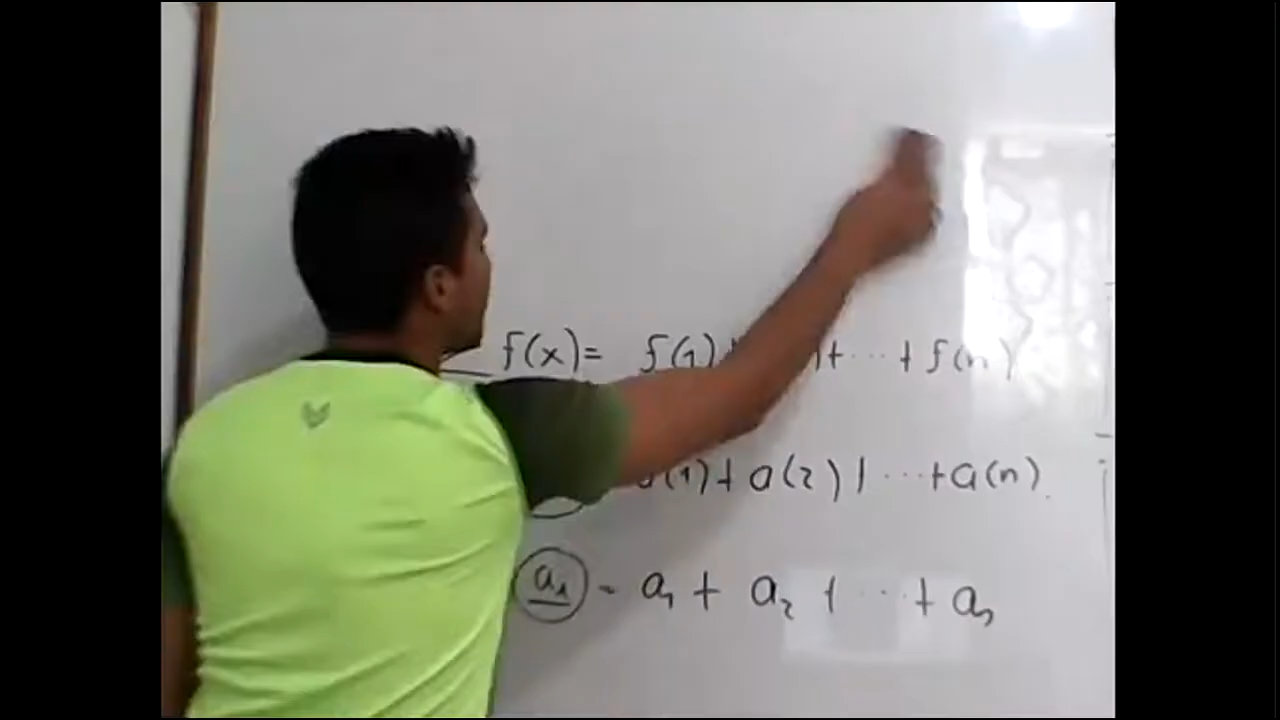 f(x) = f(1) + ) + ... + f(n)
a(1) + a(2) + ... + a(n).
a₁ = a₁ + a₂ + ... + aₙ